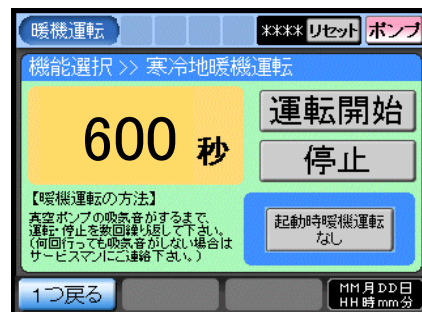 暖機運転
**** リセット ポンプ
機能選択 >> 寒冷地暖機運転
600 秒
運転開始
停止
【暖機運転の方法】
真空ポンプの吸気音がするまで、
運転・停止を数回繰り返して下さい。
(何回行っても吸気音がしない場合は
サービスマンにご連絡下さい。)
起動時暖機運転
なし
1つ戻る
MM月DD日
HH時mm分